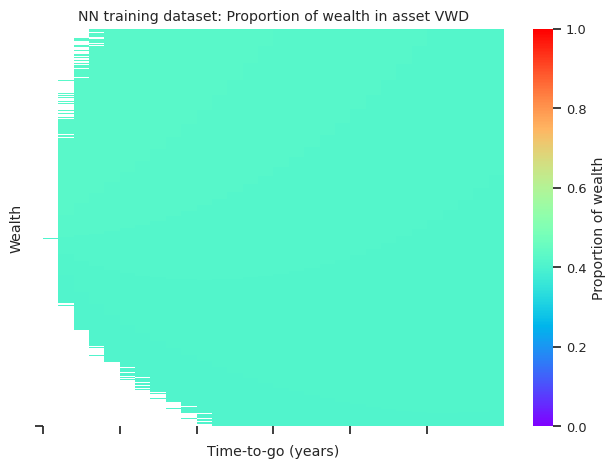 NN training dataset: Proportion of wealth in asset VWD
1.0
0.8
0.6
0.4
0.2
0.0
Proportion of wealth
Wealth
Time-to-go (years)